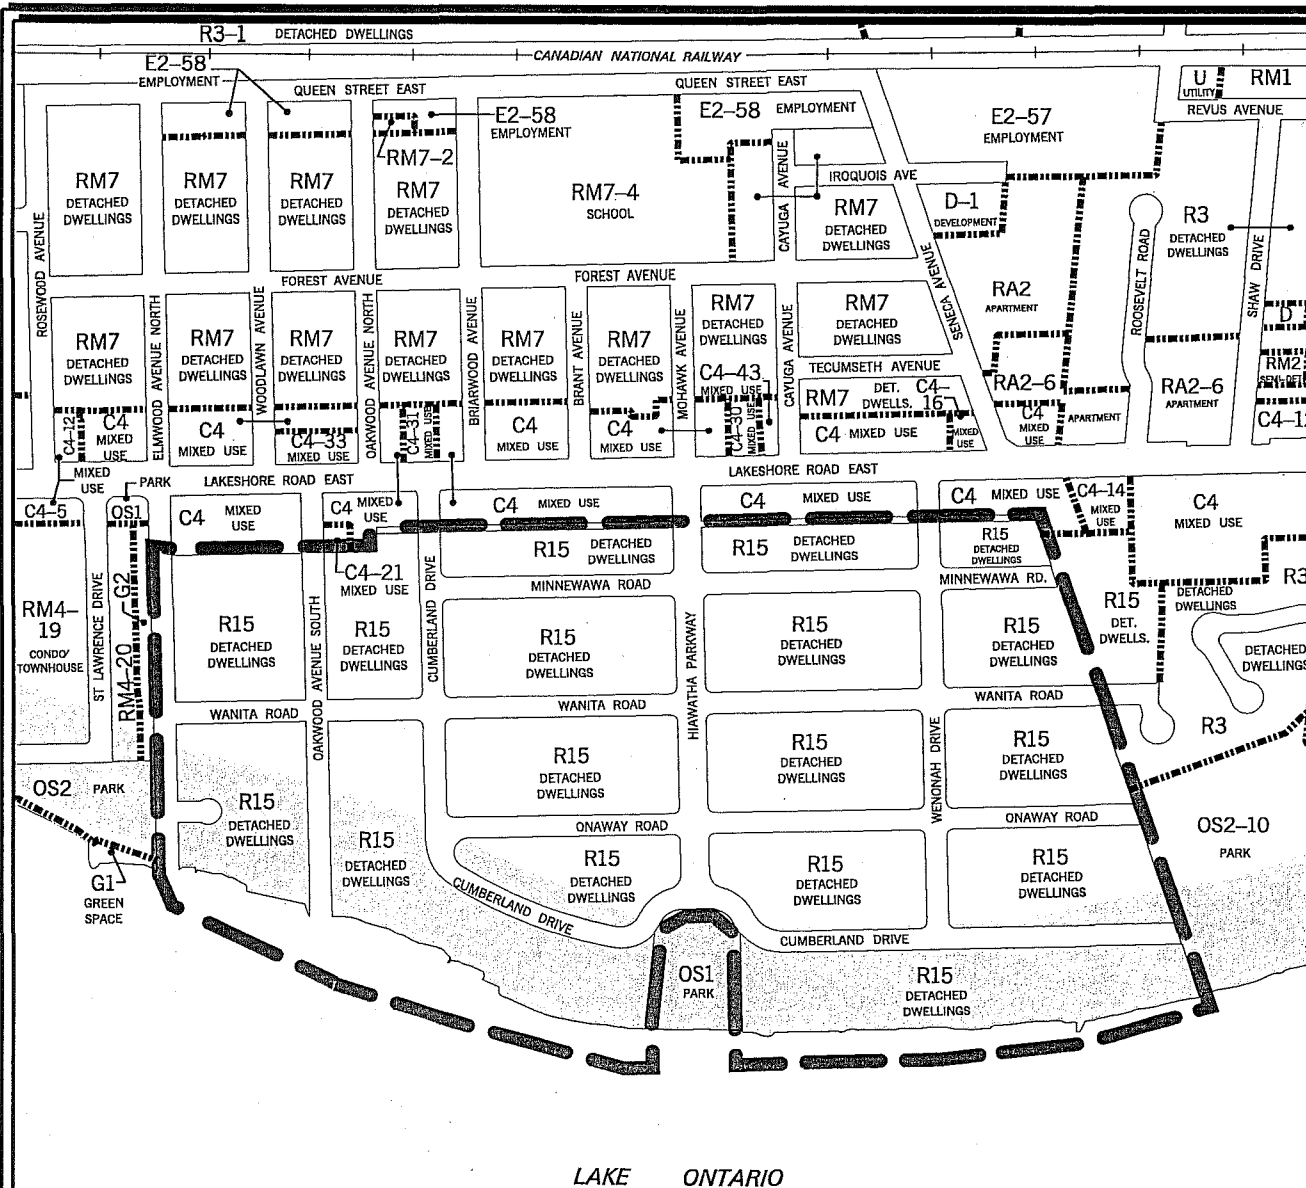 R3-1 DETACHED DWELLINGS
CANADIAN NATIONAL RAILWAY
E2-58
EMPLOYMENT
QUEEN STREET EAST
QUEEN STREET EAST
E2-58
EMPLOYMENT
E2-58 EMPLOYMENT
E2-57
EMPLOYMENT
U
UTILITY
RM1
REVUS AVENUE
RM7-2
RM7
DETACHED
DWELLINGS
RM7
DETACHED
DWELLINGS
RM7
DETACHED
DWELLINGS
RM7
DETACHED
DWELLINGS
RM7-4
SCHOOL
CAYUGA AVENUE
IROQUOIS AVE
RM7
DETACHED
DWELLINGS
D-1
DEVELOPMENT
R3
DETACHED
DWELLINGS
ROSEWOOD AVENUE
FOREST AVENUE
FOREST AVENUE
SENECA AVENUE
RA2
APARTMENT
ROOSEVELT ROAD
SHAW DRIVE
ELMWOOD AVENUE NORTH
WOODLAWN AVENUE
OAKWOOD AVENUE NORTH
BRIARWOOD AVENUE
BRANT AVENUE
MOHAWK AVENUE
CAYUGA AVENUE
RM7
DETACHED
DWELLINGS
RM7
DETACHED
DWELLINGS
RM7
DETACHED
DWELLINGS
RM7
DETACHED
DWELLINGS
RM7
DETACHED
DWELLINGS
RM7
DETACHED
DWELLINGS
RM7
DETACHED
DWELLINGS
RM7
DETACHED
DWELLINGS
D
RM2
TECUMSETH AVENUE
C4-43
MIXED USE
RM7 DET.
DWELLS.
C4-
16
RA2-6
APARTMENT
RA2-6
APARTMENT
C4-12
C4
MIXED
USE
C4
MIXED USE
C4-33
MIXED USE
C4-31
MIXED USE
C4
MIXED USE
C4
MIXED USE
C4-30
MIXED USE
C4 MIXED USE
MIXED
USE
C4
MIXED
USE
C4-12
MIXED
USE
PARK
LAKESHORE ROAD EAST
LAKESHORE ROAD EAST
C4-5
OS1
C4 MIXED
USE
C4 MIXED
USE
C4 MIXED USE
C4 MIXED USE
C4 MIXED USE
C4-14
MIXED
USE
C4
MIXED USE
R15 DETACHED
DWELLINGS
R15 DETACHED
DWELLINGS
R15
DETACHED
DWELLINGS
C4-21
MIXED USE
MINNEWAWA ROAD
MINNEWAWA RD.
RM4-
19
CONDO/
TOWNHOUSE
ST LAWRENCE DRIVE
RM4-20
G2
R15
DETACHED
DWELLINGS
OAKWOOD AVENUE SOUTH
R15
DETACHED
DWELLINGS
CUMBERLAND DRIVE
R15
DETACHED
DWELLINGS
HIAWATHA PARKWAY
R15
DETACHED
DWELLINGS
R15
DETACHED
DWELLINGS
R15
DET.
DWELLS.
R3
DETACHED
DWELLINGS
DETACHED
DWELLINGS
WANITA ROAD
WANITA ROAD
WANITA ROAD
R3
R15
DETACHED
DWELLINGS
R15
DETACHED
DWELLINGS
WENONAH DRIVE
R15
DETACHED
DWELLINGS
OS2 PARK
R15
DETACHED
DWELLINGS
R15
DETACHED
DWELLINGS
ONAWAY ROAD
ONAWAY ROAD
OS2-10
PARK
R15
DETACHED
DWELLINGS
R15
DETACHED
DWELLINGS
R15
DETACHED
DWELLINGS
G1
GREEN
SPACE
CUMBERLAND DRIVE
CUMBERLAND DRIVE
OS1
PARK
R15
DETACHED
DWELLINGS
LAKE ONTARIO